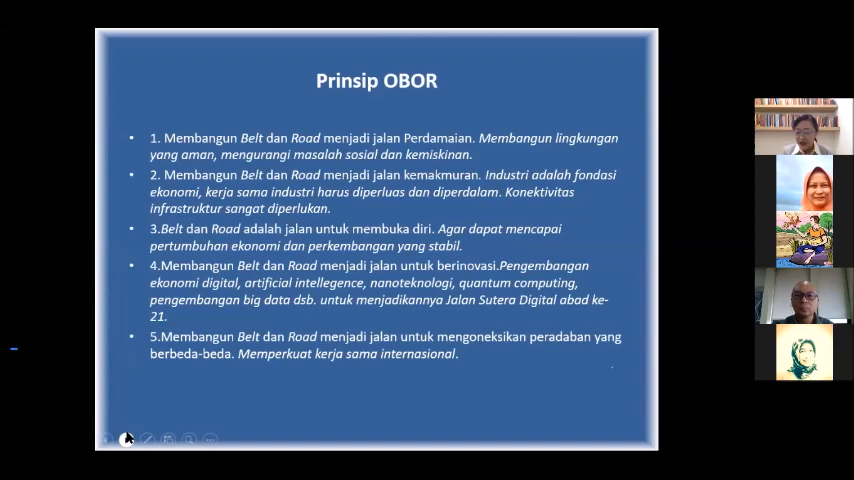 Prinsip OBOR
• 1. Membangun Belt dan Road menjadi jalan Perdamaian. Membangun lingkungan
yang aman, mengurangi masalah sosial dan kemiskinan.
• 2. Membangun Belt dan Road menjadi jalan kemakmuran. Industri adalah fondasi
ekonomi, kerja sama industri harus diperluas dan diperdalam. Konektivitas
infrastruktur sangat diperlukan.
• 3.Belt dan Road adalah jalan untuk membuka diri. Agar dapat mencapai
pertumbuhan ekonomi dan perkembangan yang stabil.
• 4.Membangun Belt dan Road menjadi jalan untuk berinovasi.Pengembangan
ekonomi digital, artificial intellegence, nanoteknologi, quantum computing,
pengembangan big data dsb. untuk menjadikannya Jalan Sutera Digital abad ke-
21.
• 5.Membangun Belt dan Road menjadi jalan untuk mengoneksikan peradaban yang
berbeda-beda. Memperkuat kerja sama internasional.